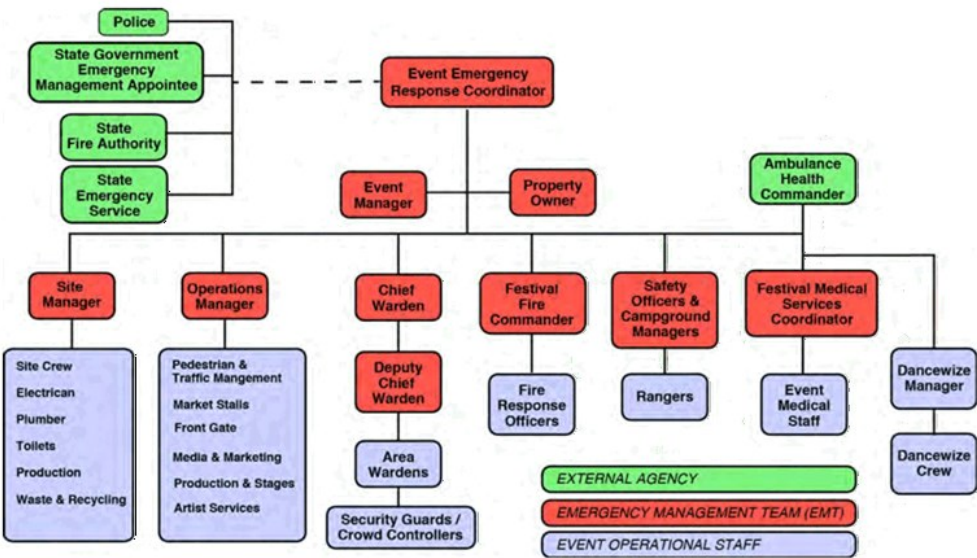 Police
State Government
Emergency
Management Appointee
State
Fire Authority
State
Emergency
Service
Event Emergency
Response Coordinator
Event
Manager
Property
Owner
Ambulance
Health
Commander
Site
Manager
Operations
Manager
Chief
Warden
Festival
Fire
Commander
Safety
Officers &
Campground
Managers
Festival Medical
Services
Coordinator
Site Crew
Electrican
Plumber
Toilets
Production
Waste & Recycling
Pedestrian &
Traffic Mangement
Market Stalls
Front Gate
Media & Marketing
Production & Stages
Artist Services
Deputy
Chief
Warden
Area
Wardens
Security Guards /
Crowd Controllers
Fire
Response
Officers
Rangers
Event
Medical
Staff
Dancewize
Manager
Dancewize
Crew
EXTERNAL AGENCY
EMERGENCY MANAGEMENT TEAM (EMT)
EVENT OPERATIONAL STAFF